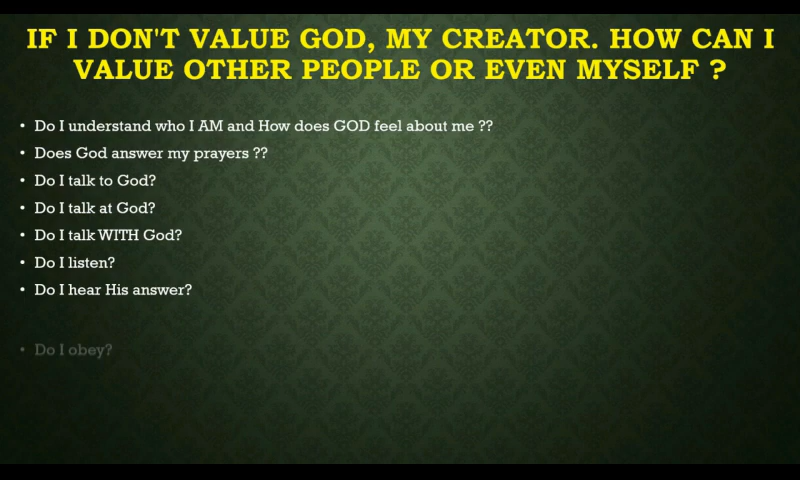 IF I DON'T VALUE GOD, MY CREATOR. HOW CAN I
VALUE OTHER PEOPLE OR EVEN MYSELF ?
• Do I understand who I AM and How does GOD feel about me ??
• Does God answer my prayers ??
• Do I talk to God?
• Do I talk at God?
• Do I talk WITH God?
• Do I listen?
• Do I hear His answer?
• Do I obey?